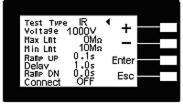 Test Type IR
Voltage 1000V
Max Lmt 0MΩ
Min Lmt 10MΩ
Ramp UP 0.1s
Delay 1.0s
Ramp DN 0.0s
Connect OFF
+
−
Enter
Esc